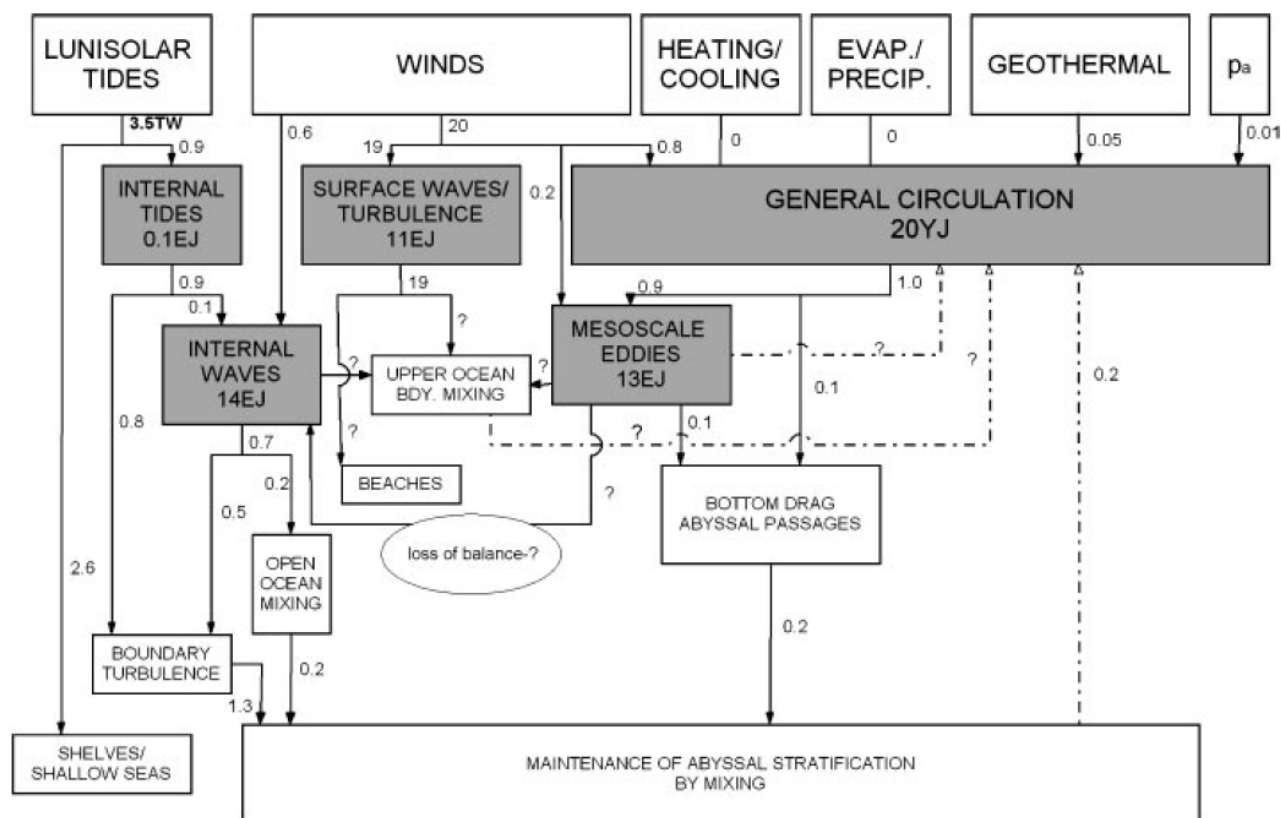 LUNISOLAR
TIDES
WINDS
HEATING/
COOLING
EVAP./
PRECIP.
GEOTHERMAL
pa
3.5TW
0.9
0.6
20
19
0.2
0.8
0
0
0.05
0.01
INTERNAL
TIDES
0.1EJ
SURFACE WAVES/
TURBULENCE
11EJ
GENERAL CIRCULATION
20YJ
0.9
0.1
19
0.9
1.0
INTERNAL
WAVES
14EJ
?
?
UPPER OCEAN
BDY. MIXING
?
MESOSCALE
EDDIES
13EJ
?
?
0.2
0.1
0.8
0.7
?
?
0.1
0.2
BEACHES
0.5
?
BOTTOM DRAG
ABYSSAL PASSAGES
OPEN
OCEAN
MIXING
loss of balance-?
2.6
BOUNDARY
TURBULENCE
0.2
0.2
1.3
SHELVES/
SHALLOW SEAS
MAINTENANCE OF ABYSSAL STRATIFICATION
BY MIXING